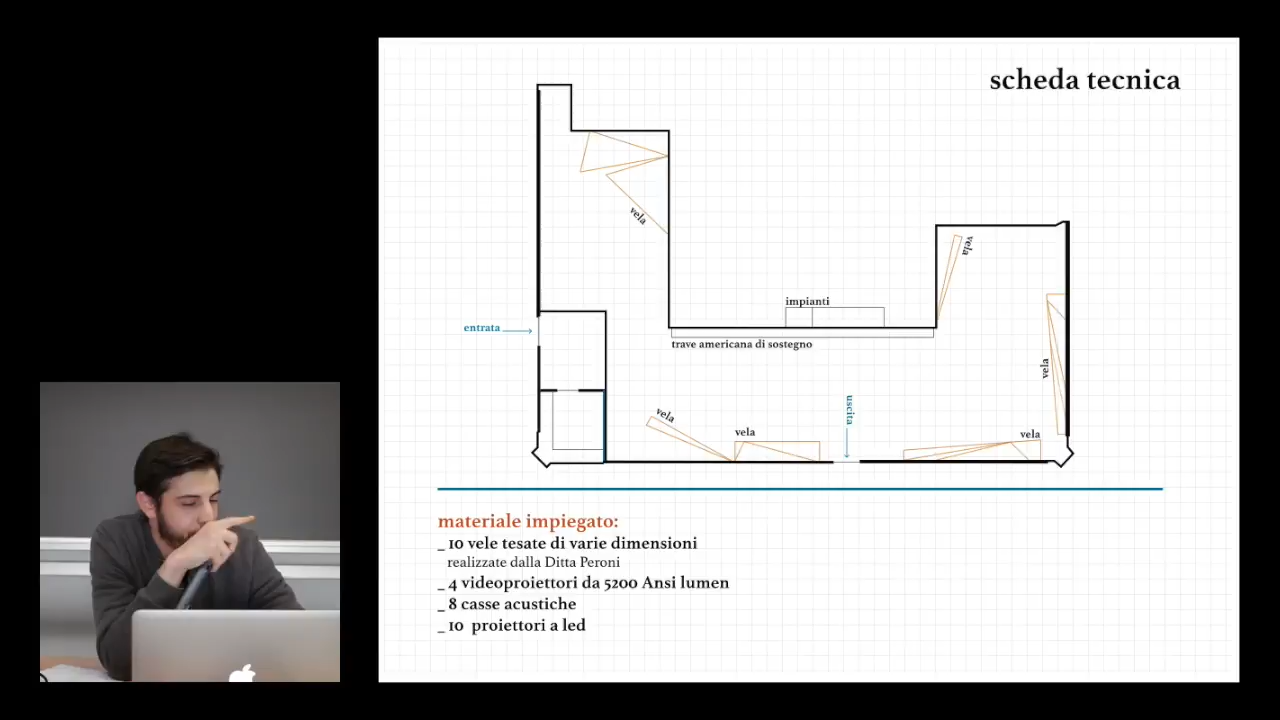 scheda tecnica
vela
vela
impianti
entrata
trave americana di sostegno
vela
uscita
vela
vela
vela
materiale impiegato:
_ 10 vele tesate di varie dimensioni
realizzate dalla Ditta Peroni
_ 4 videoproiettori da 5200 Ansi lumen
_ 8 casse acustiche
_ 10 proiettori a led